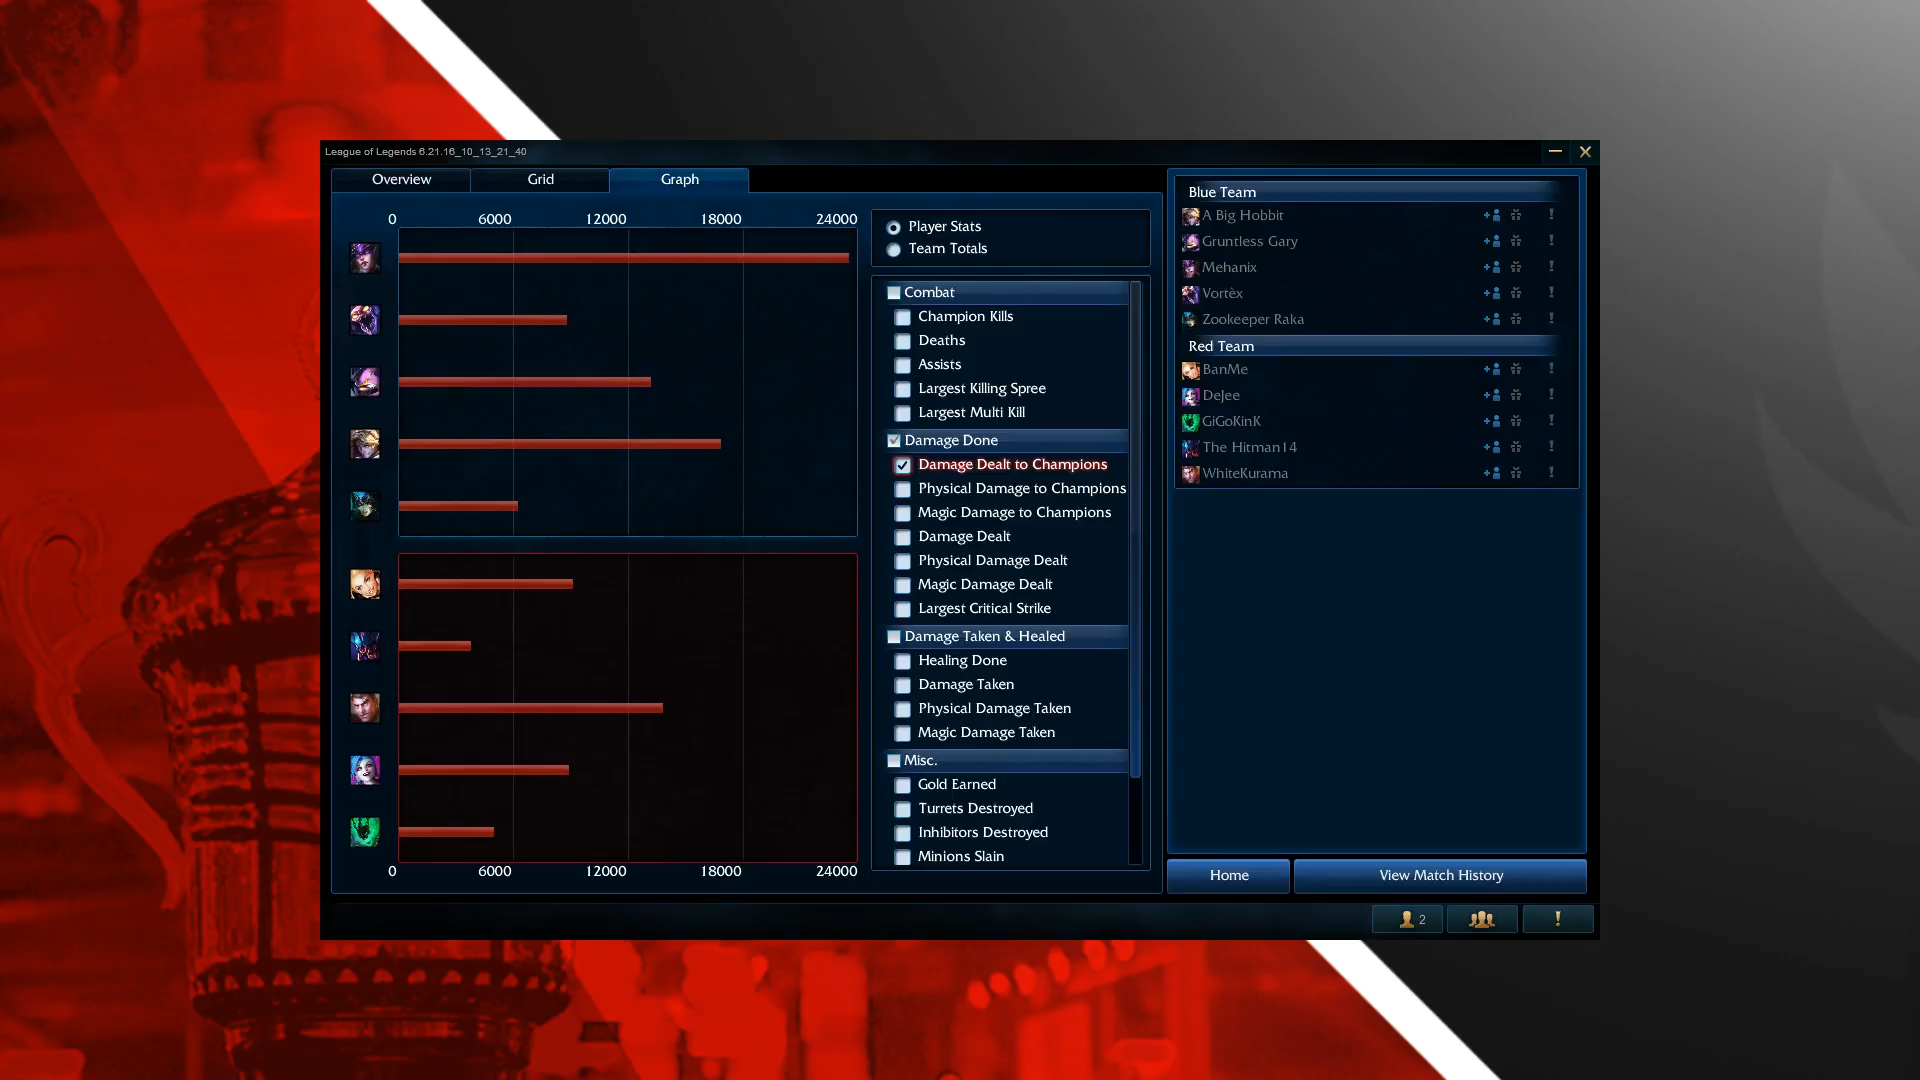 League of Legends 6.21.16_10_13_21_40
Overview
Grid
Graph
0 6000 12000 18000 24000
0 6000 12000 18000 24000
Player Stats
Team Totals
Combat
Champion Kills
Deaths
Assists
Largest Killing Spree
Largest Multi Kill
Damage Done
Damage Dealt to Champions
Physical Damage to Champions
Magic Damage to Champions
Damage Dealt
Physical Damage Dealt
Magic Damage Dealt
Largest Critical Strike
Damage Taken & Healed
Healing Done
Damage Taken
Physical Damage Taken
Magic Damage Taken
Misc.
Gold Earned
Turrets Destroyed
Inhibitors Destroyed
Minions Slain
Blue Team
A Big Hobbit
Gruntless Gary
Mehanix
Vortèx
Zookeeper Raka
Red Team
BanMe
DeJee
GiGoKinK
The Hitman14
WhiteKurama
Home
View Match History
2